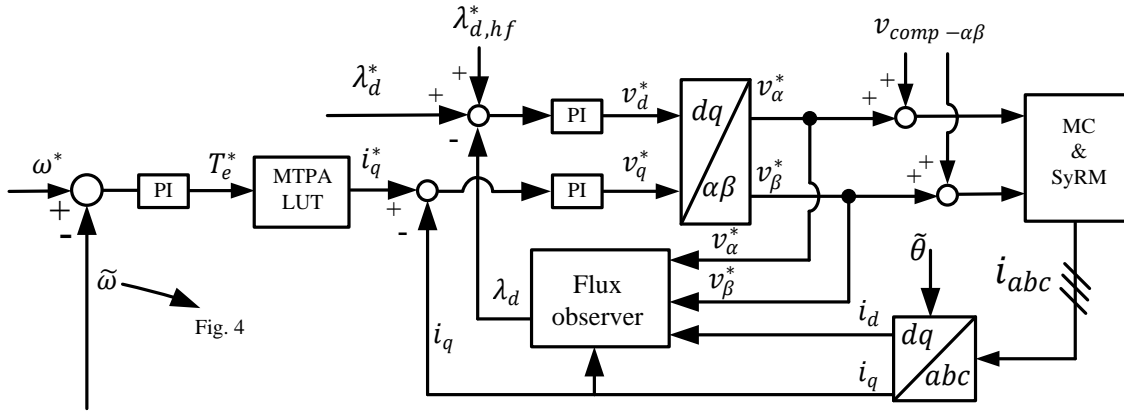 λ*d,hf
vcomp −αβ
λ*d
+
+
-
PI
v*d
dq
αβ
v*α
+
+
MC
&
SyRM
ω*
+
-
PI
T*e
MTPA
LUT
i*q
+
-
PI
v*q
v*β
+
+
ω̃
Fig. 4
λd
Flux
observer
v*α
v*β
θ̃
iabc
id
iq
iq
dq
abc